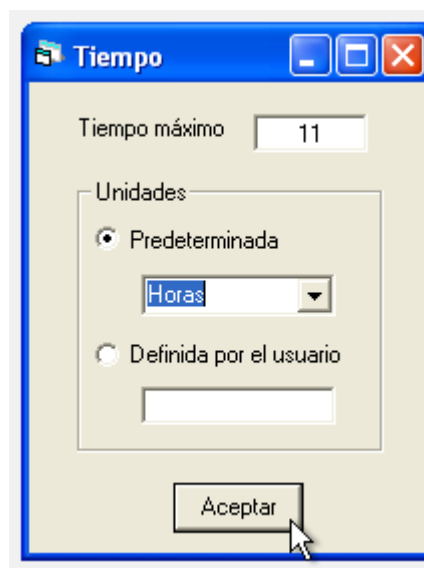 Tiempo
Tiempo máximo 11
Unidades
Predeterminada
Horas
Definida por el usuario
Aceptar